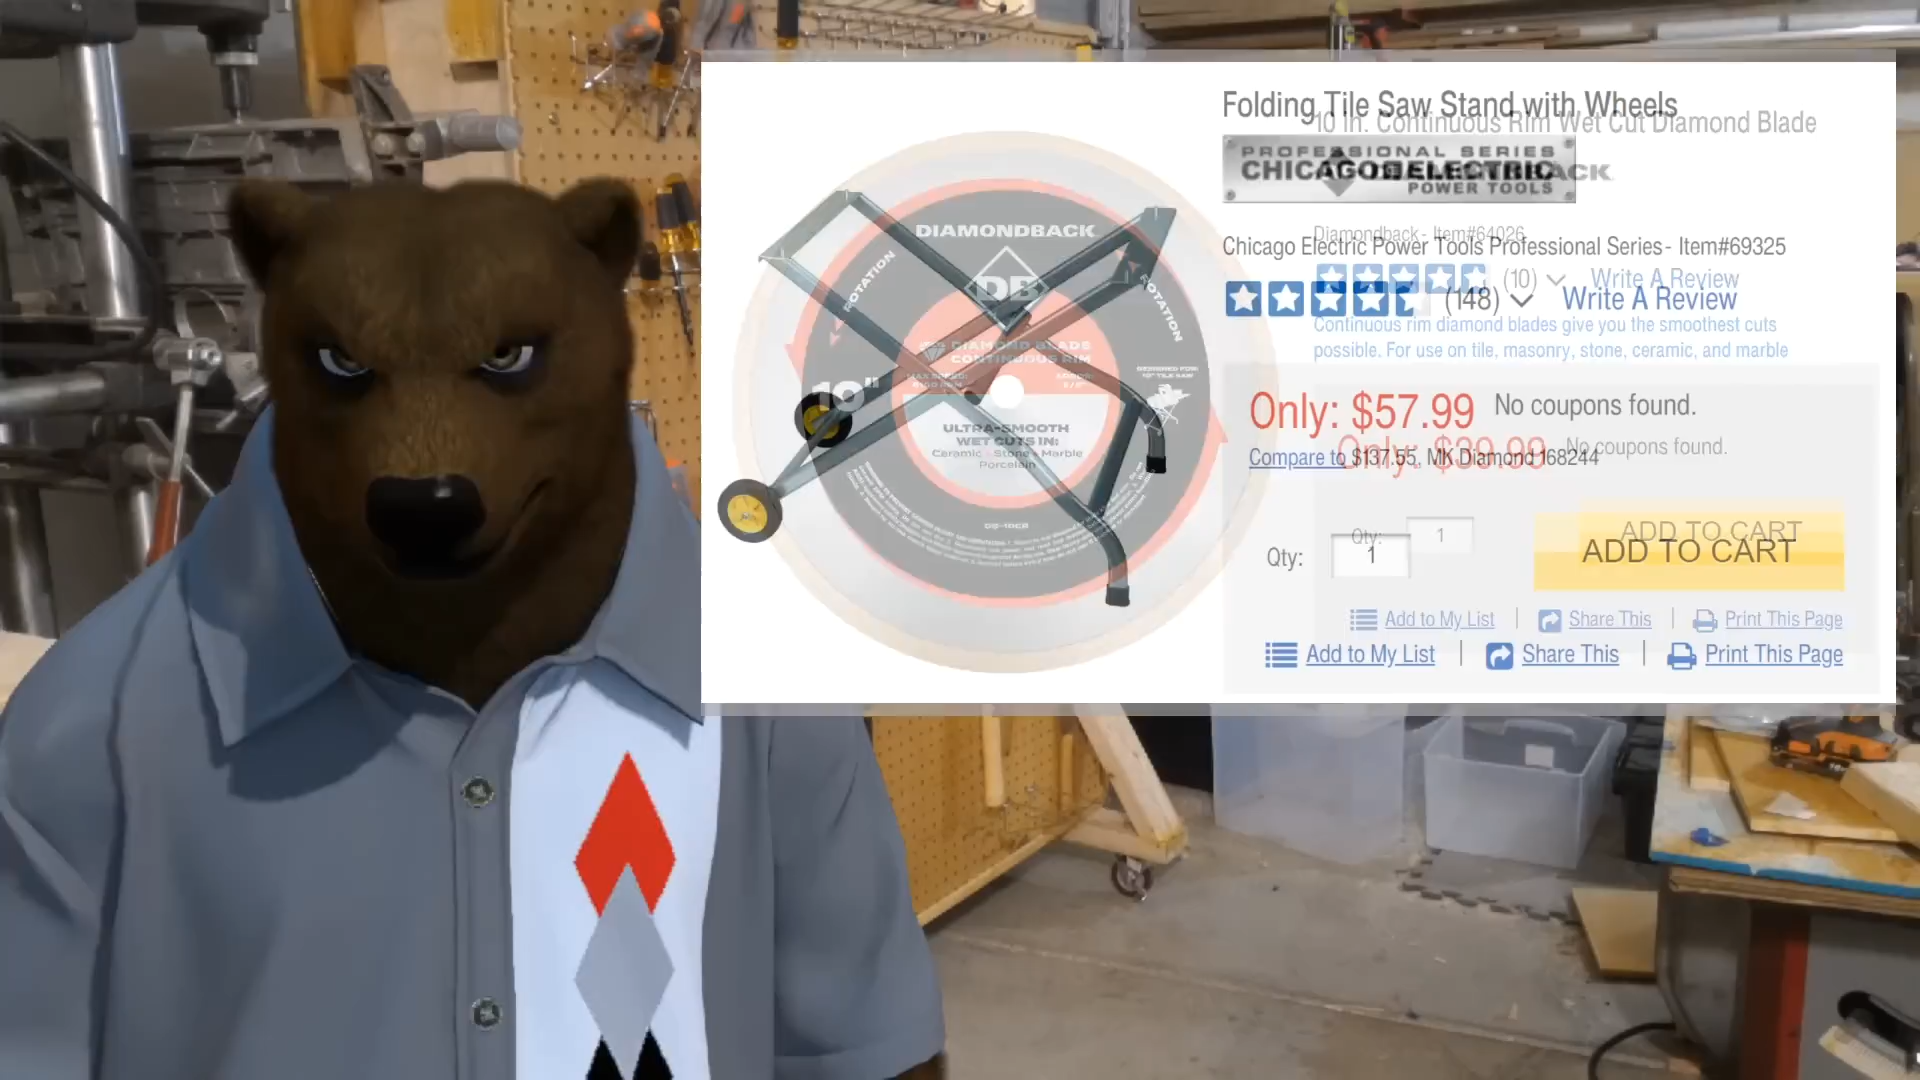 Folding Tile Saw Stand with Wheels
10 In. Continuous Rim Wet Cut Diamond Blade
PROFESSIONAL SERIES
CHICAGO ELECTRIC
POWER TOOLS
Diamondback - Item#64026
Chicago Electric Power Tools Professional Series - Item#69325
(10) Write A Review
(148) Write A Review
Continuous rim diamond blades give you the smoothest cuts
possible. For use on tile, masonry, stone, ceramic, and marble
Only: $57.99 No coupons found.
Only: $39.99 No coupons found.
Compare to $137.55, MK Diamond 168244
Qty: 1 ADD TO CART
Qty: 1 ADD TO CART
Add to My List | Share This | Print This Page
Add to My List | Share This | Print This Page
DIAMONDBACK
DB
ROTATION
ROTATION
DIAMOND BLADE
CONTINUOUS RIM
10"
ULTRA-SMOOTH
WET CUTS IN:
Ceramic • Stone • Marble
Porcelain